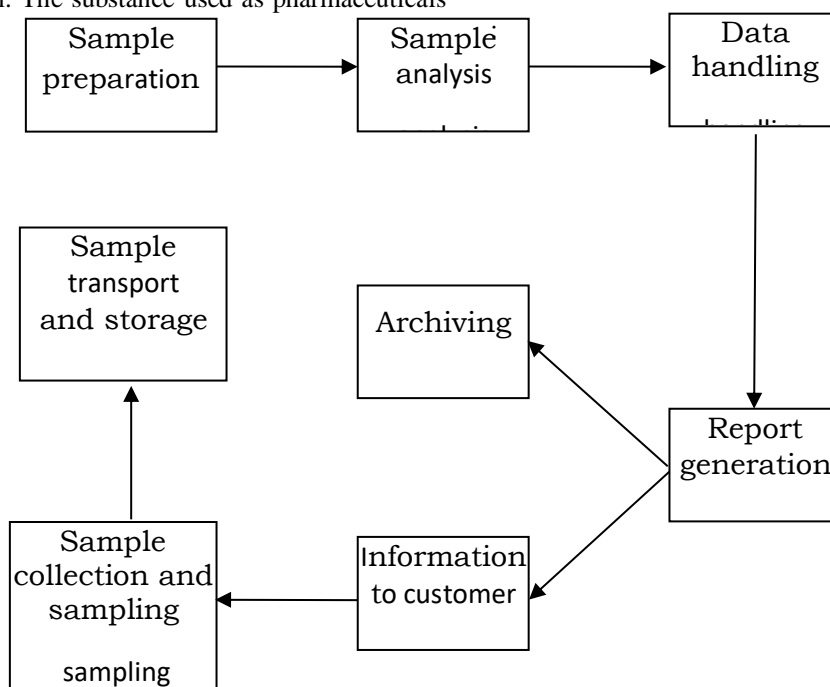 The substance used as pharmaceuticals
Sample
preparation
Sample
analysis
Data
handling
Sample
transport
and storage
Archiving
Report
generation
Sample
collection and
sampling
sampling
Information
to customer